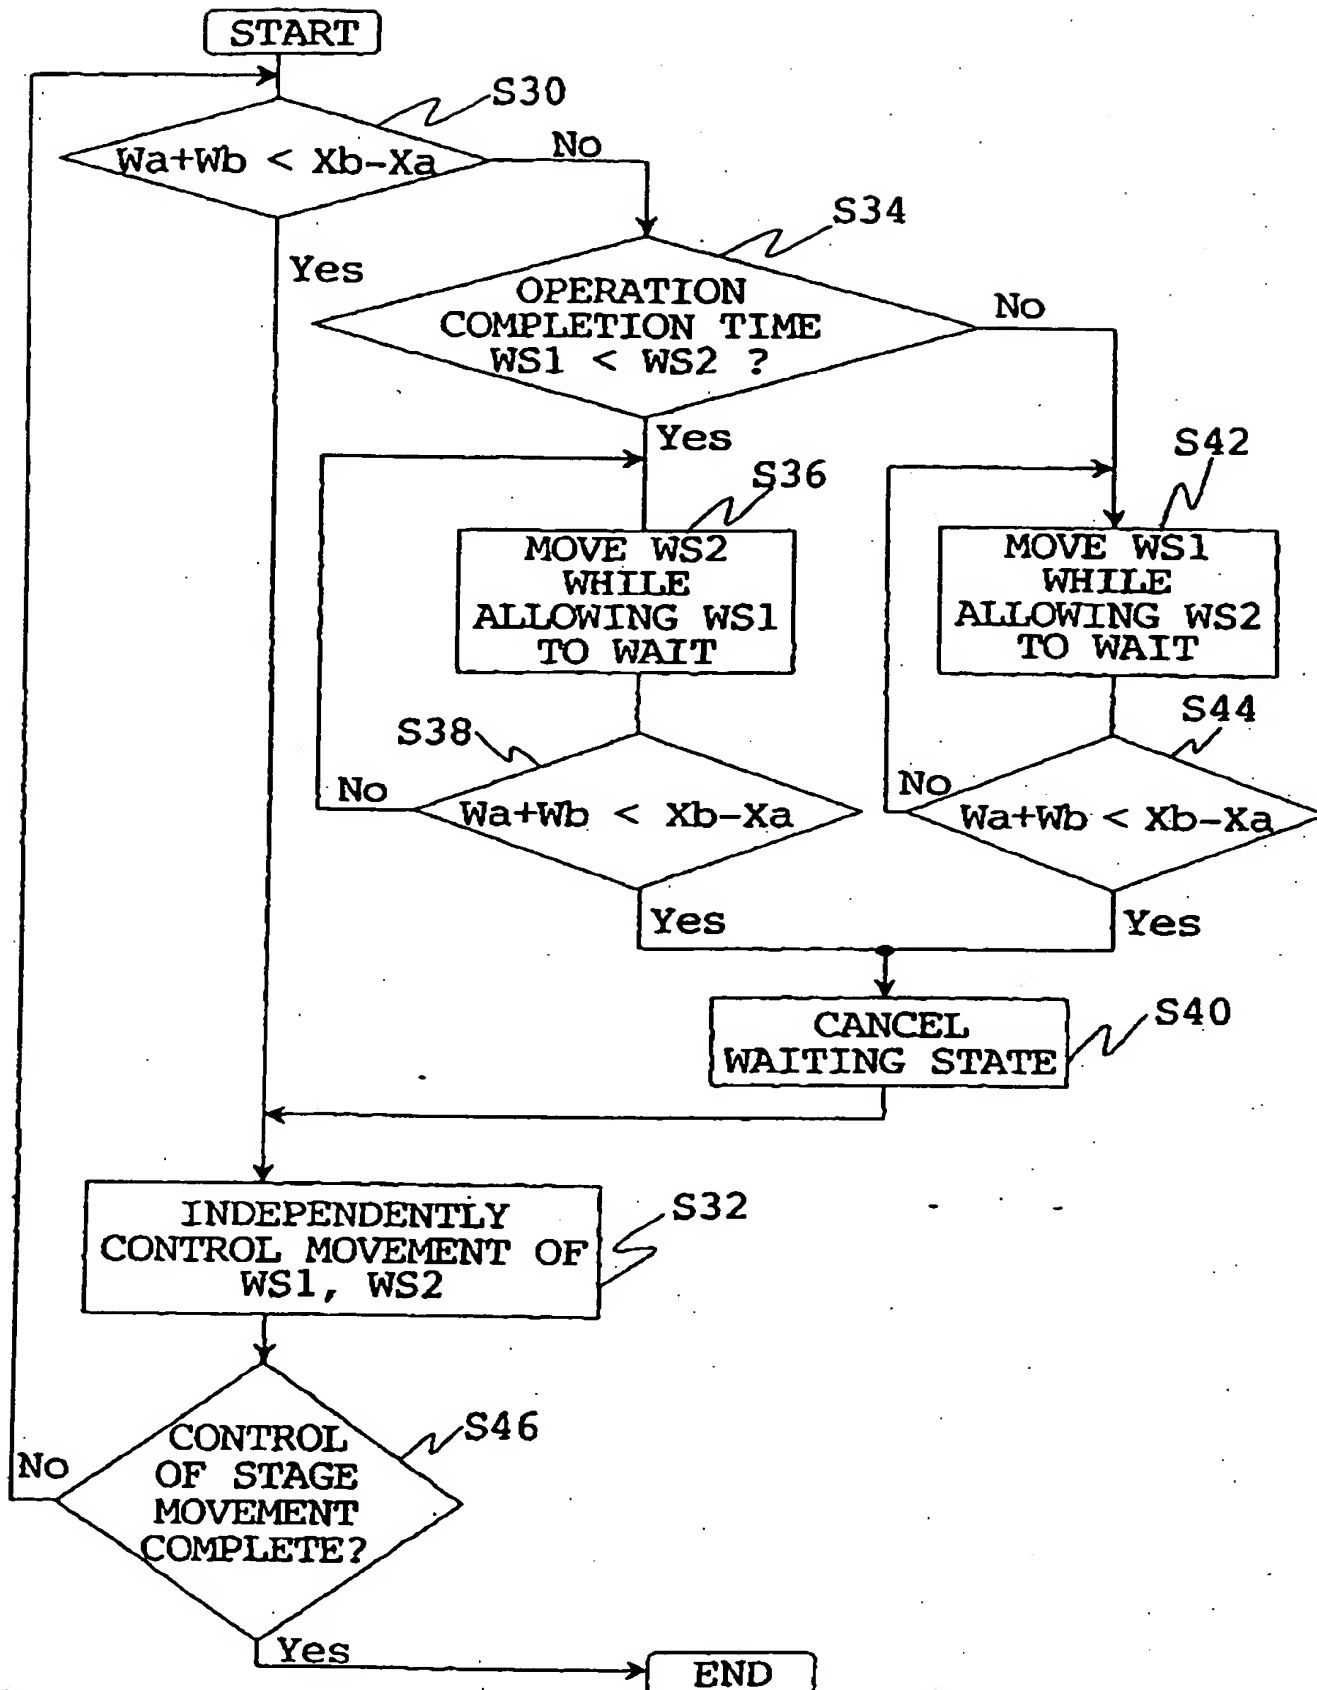 START
S30
Wa+Wb < Xb-Xa
No
Yes
S34
OPERATION
COMPLETION TIME
WS1 < WS2 ?
No
Yes
S36
MOVE WS2
WHILE
ALLOWING WS1
TO WAIT
S42
MOVE WS1
WHILE
ALLOWING WS2
TO WAIT
S38
No
Wa+Wb < Xb-Xa
Yes
S44
No
Wa+Wb < Xb-Xa
Yes
CANCEL
WAITING STATE
S40
INDEPENDENTLY
CONTROL MOVEMENT OF
WS1, WS2
S32
CONTROL
OF STAGE
MOVEMENT
COMPLETE?
S46
No
Yes
END